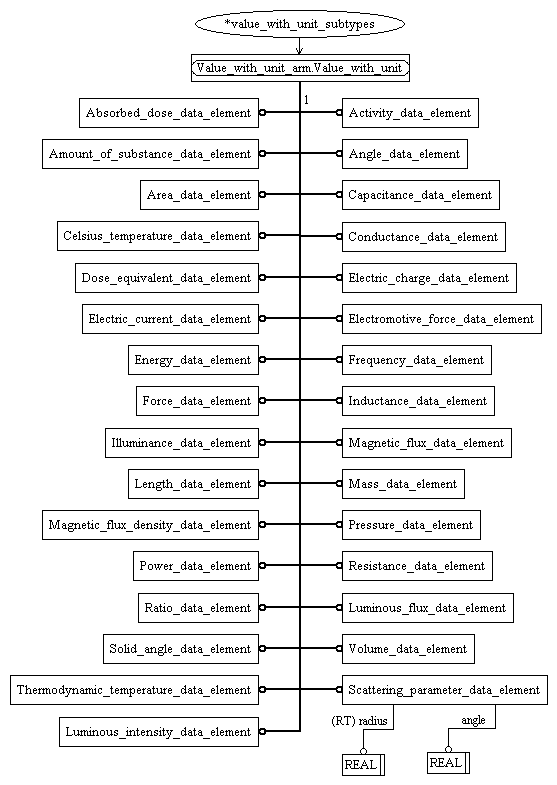 *value_with_unit_subtypes
Value_with_unit_arm.Value_with_unit
1
Absorbed_dose_data_element
Activity_data_element
Amount_of_substance_data_element
Angle_data_element
Area_data_element
Capacitance_data_element
Celsius_temperature_data_element
Conductance_data_element
Dose_equivalent_data_element
Electric_charge_data_element
Electric_current_data_element
Electromotive_force_data_element
Energy_data_element
Frequency_data_element
Force_data_element
Inductance_data_element
Illuminance_data_element
Magnetic_flux_data_element
Length_data_element
Mass_data_element
Magnetic_flux_density_data_element
Pressure_data_element
Power_data_element
Resistance_data_element
Ratio_data_element
Luminous_flux_data_element
Solid_angle_data_element
Volume_data_element
Thermodynamic_temperature_data_element
Scattering_parameter_data_element
Luminous_intensity_data_element
(RT) radius
angle
REAL
REAL